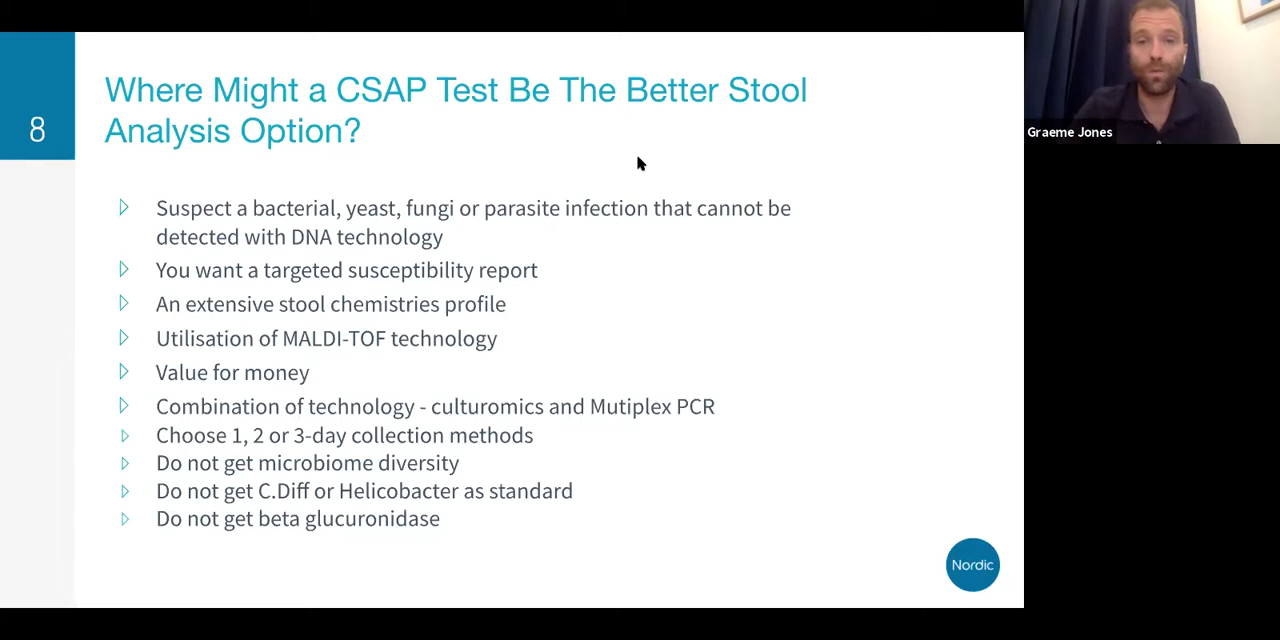 8
Where Might a CSAP Test Be The Better Stool
Analysis Option?
Suspect a bacterial, yeast, fungi or parasite infection that cannot be
detected with DNA technology
You want a targeted susceptibility report
An extensive stool chemistries profile
Utilisation of MALDI-TOF technology
Value for money
Combination of technology - culturomics and Mutiplex PCR
Choose 1, 2 or 3-day collection methods
Do not get microbiome diversity
Do not get C.Diff or Helicobacter as standard
Do not get beta glucuronidase
Nordic
Graeme Jones